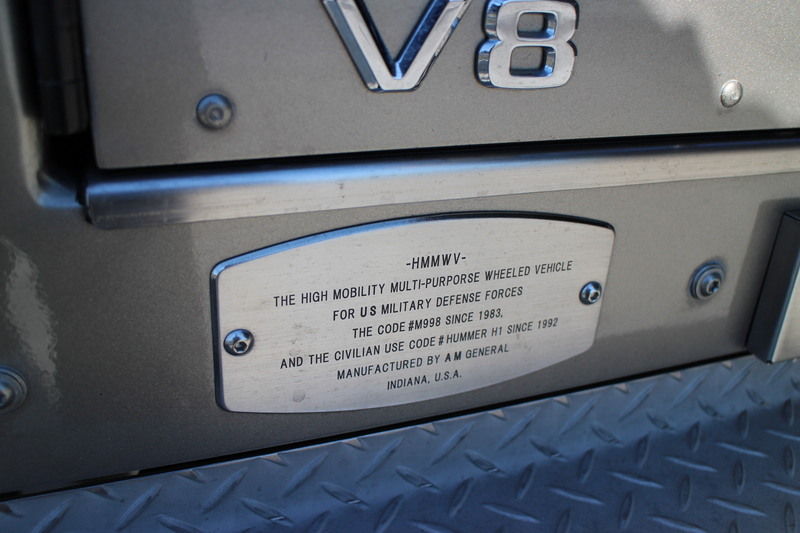 V8
-HMMWV-
THE HIGH MOBILITY MULTI-PURPORSE WHEELED VEHICLE
FOR US MILITARY DEFENSE FORCES
THE CODE #M998 SINCE 1983,
AND THE CIVILIAN USE CODE # HUMMER H1 SINCE 1992
MANUFACTURED BY AM GENERAL
INDIANA, U.S.A.